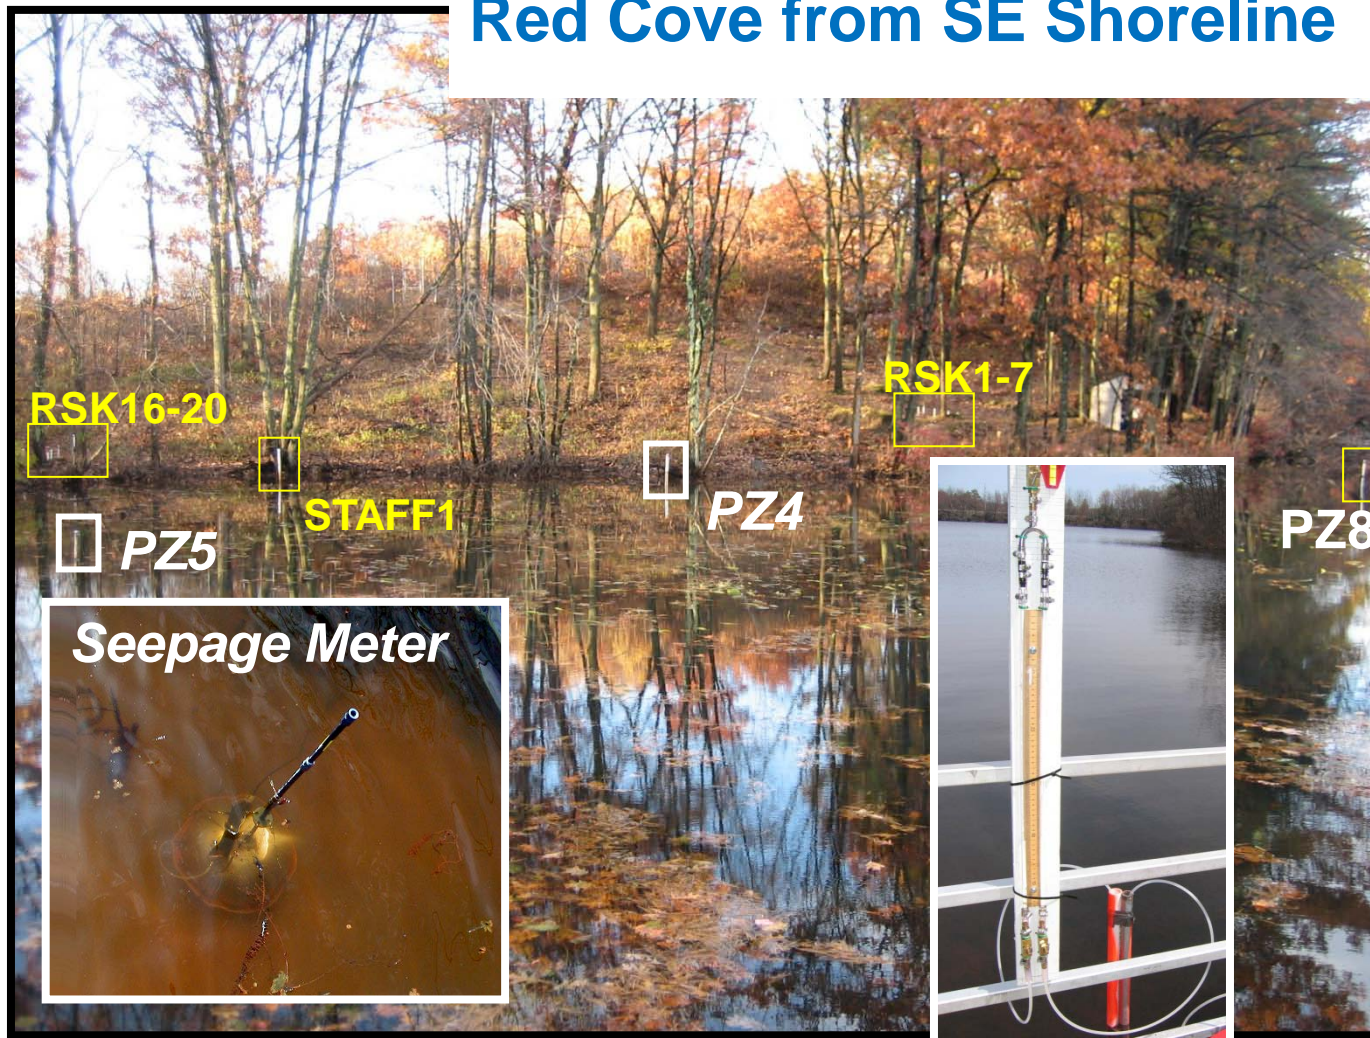 Red Cove from SE Shoreline
RSK1-7
RSK16-20
STAFF1
PZ4
PZ8
PZ5
Seepage Meter